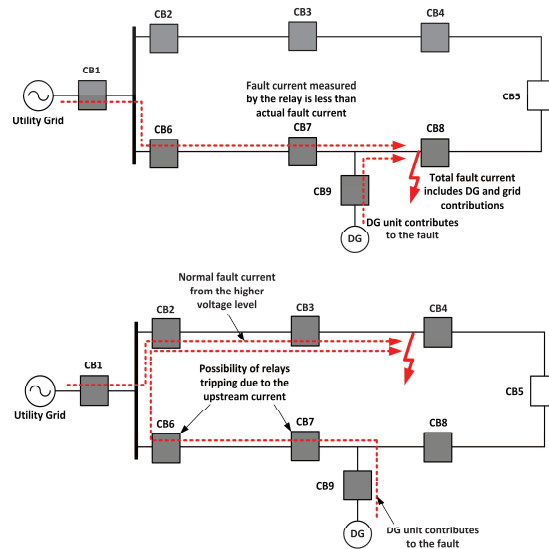 CB2
CB3
CB4
CB1
Utility Grid
Fault current measured
by the relay is less than
actual fault current
CB5
CB6
CB7
CB8
CB9
Total fault current
includes DG and grid
contributions
DG unit contributes
to the fault
DG
Normal fault current
from the higher
voltage level
CB2
CB3
CB4
CB1
Utility Grid
Possibility of relays
tripping due to the
upstream current
CB5
CB6
CB7
CB8
CB9
DG
DG unit contributes
to the fault